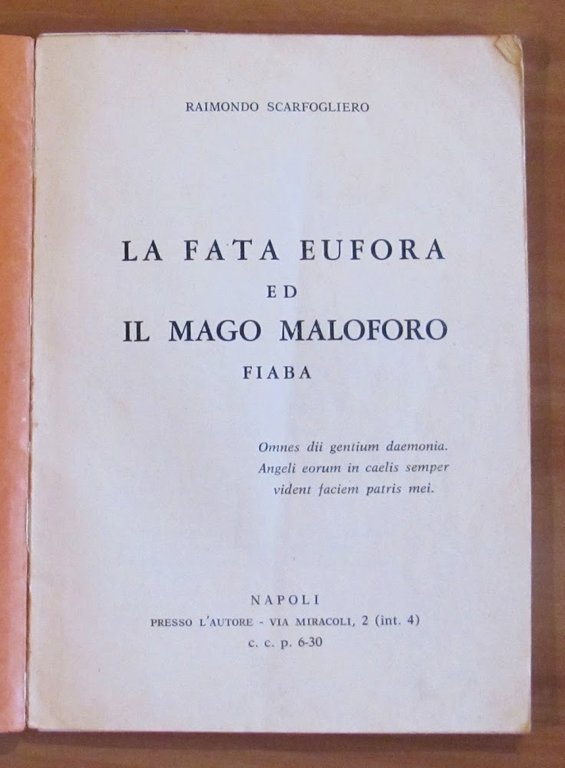 RAIMONDO SCARFOGLIERO
LA FATA EUFORA
ED
IL MAGO MALOFORO
FIABA
Omnes dii gentium daemonia.
Angeli eorum in caelis semper
vident faciem patris mei.
NAPOLI
PRESSO L'AUTORE - VIA MIRACOLI, 2 (int. 4)
c. c. p. 6-30